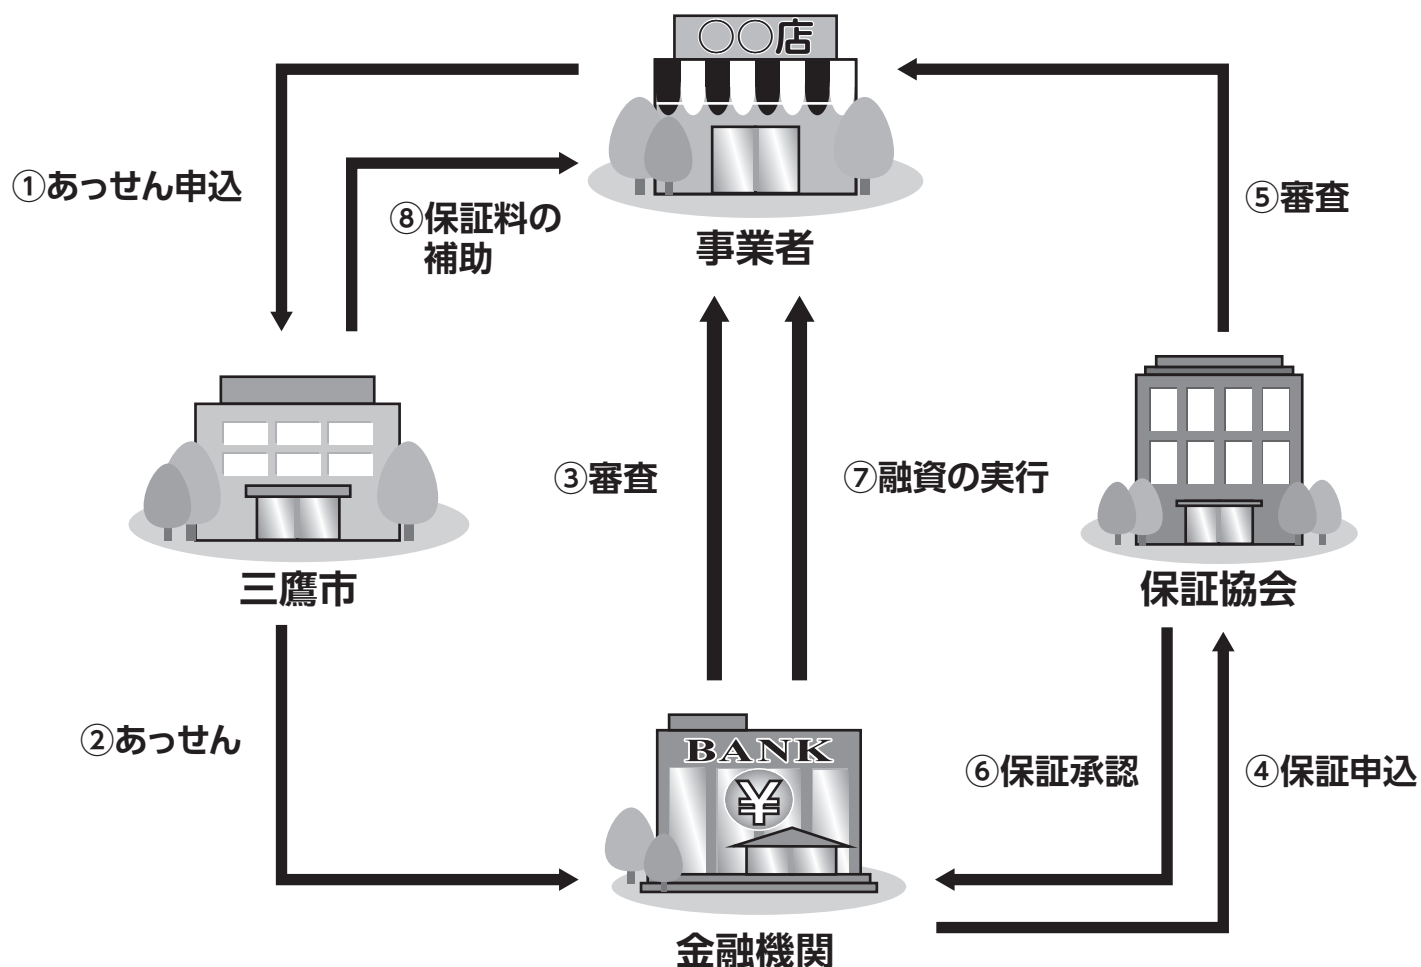 ○○店
①あっせん申込
⑧保証料の
補助
事業者
⑤審査
三鷹市
③審査
⑦融資の実行
保証協会
②あっせん
BANK
¥
⑥保証承認
④保証申込
金融機関